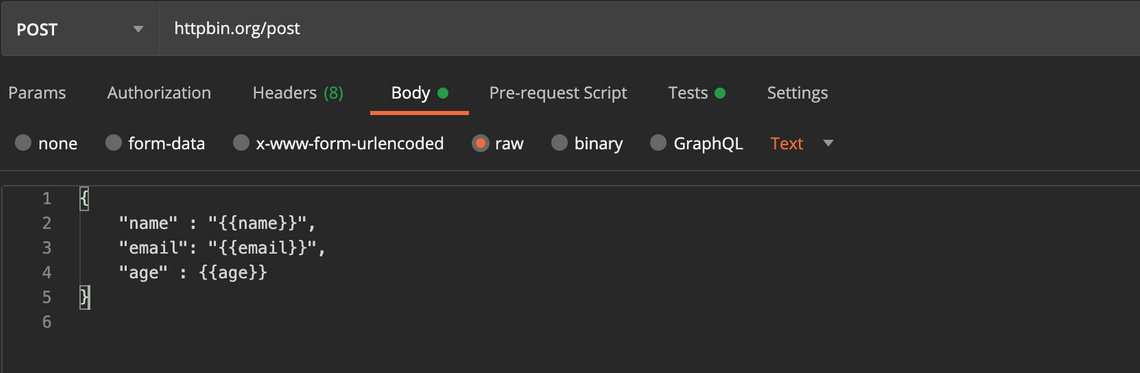 POST httpbin.org/post
Params Authorization Headers (8) Body Pre-request Script Tests Settings
none form-data x-www-form-urlencoded raw binary GraphQL Text
1 {
2 "name" : "{{name}}",
3 "email": "{{email}}",
4 "age" : {{age}}
5 }
6